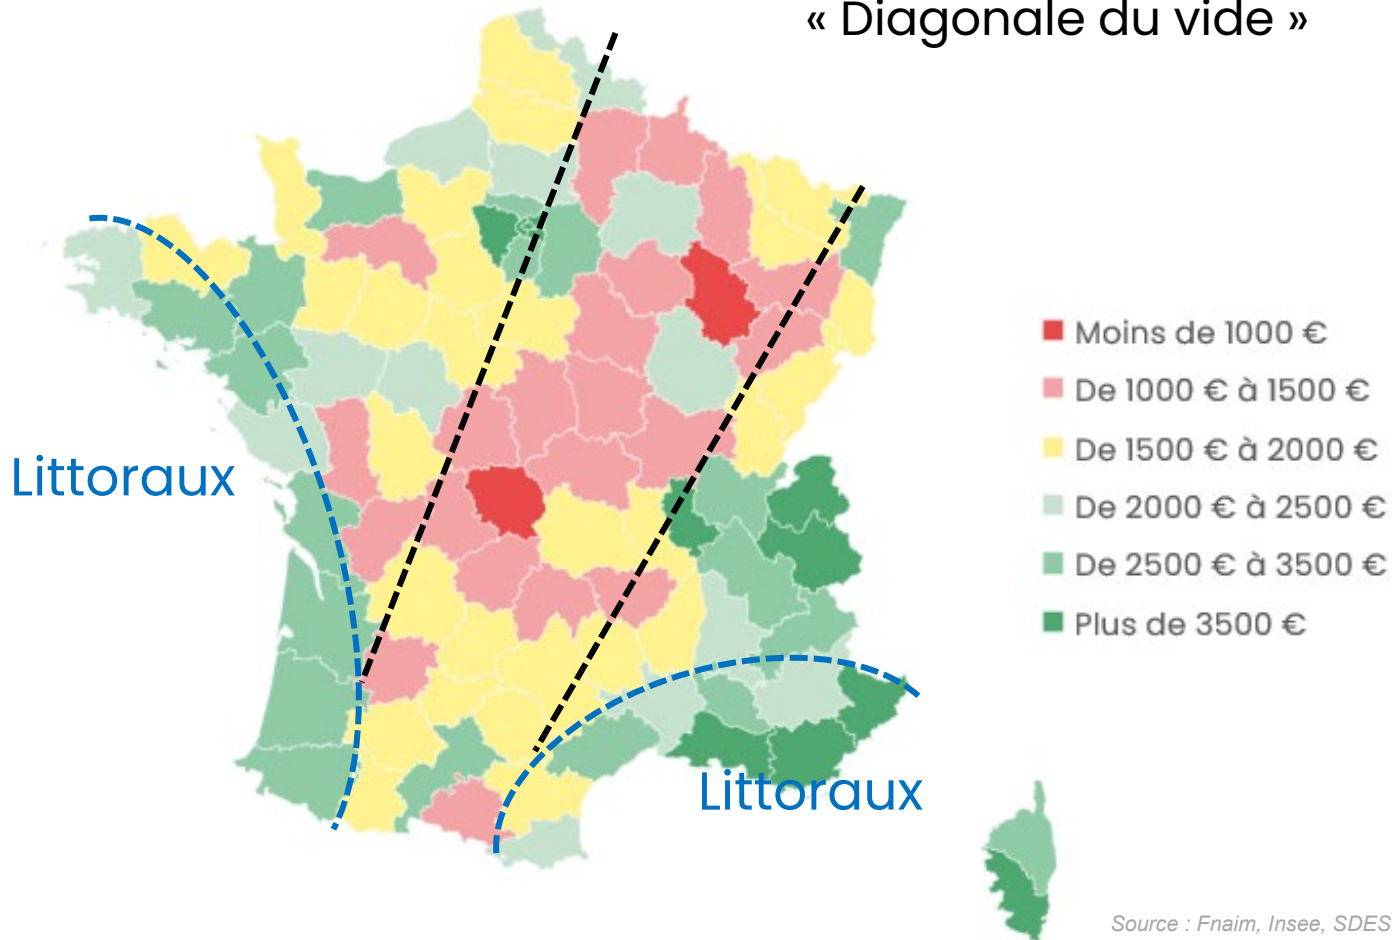 « Diagonale du vide »
Littoraux
Moins de 1000 €
De 1000 € à 1500 €
De 1500 € à 2000 €
De 2000 € à 2500 €
De 2500 € à 3500 €
Plus de 3500 €
Littoraux
Source : Fnaim, Insee, SDES